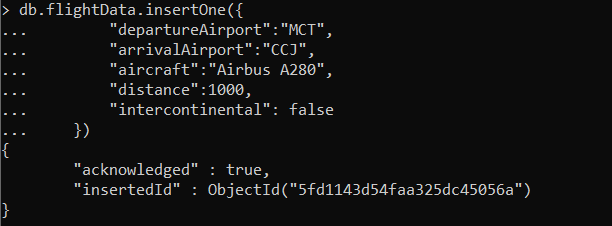 > db.flightData.insertOne({
... "departureAirport":"MCT",
... "arrivalAirport":"CCJ",
... "aircraft":"Airbus A280",
... "distance":1000,
... "intercontinental": false
... })
{
"acknowledged" : true,
"insertedId" : ObjectId("5fd1143d54faa325dc45056a")
}